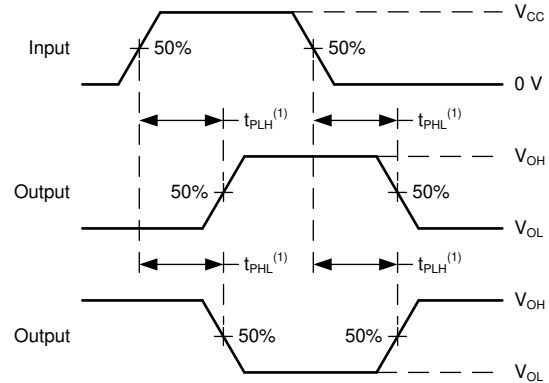 V_CC
Input 50% 50%
0 V
t_PLH^(1) t_PHL^(1)
V_OH
Output 50% 50%
V_OL
t_PHL^(1) t_PLH^(1)
V_OH
Output 50% 50%
V_OL